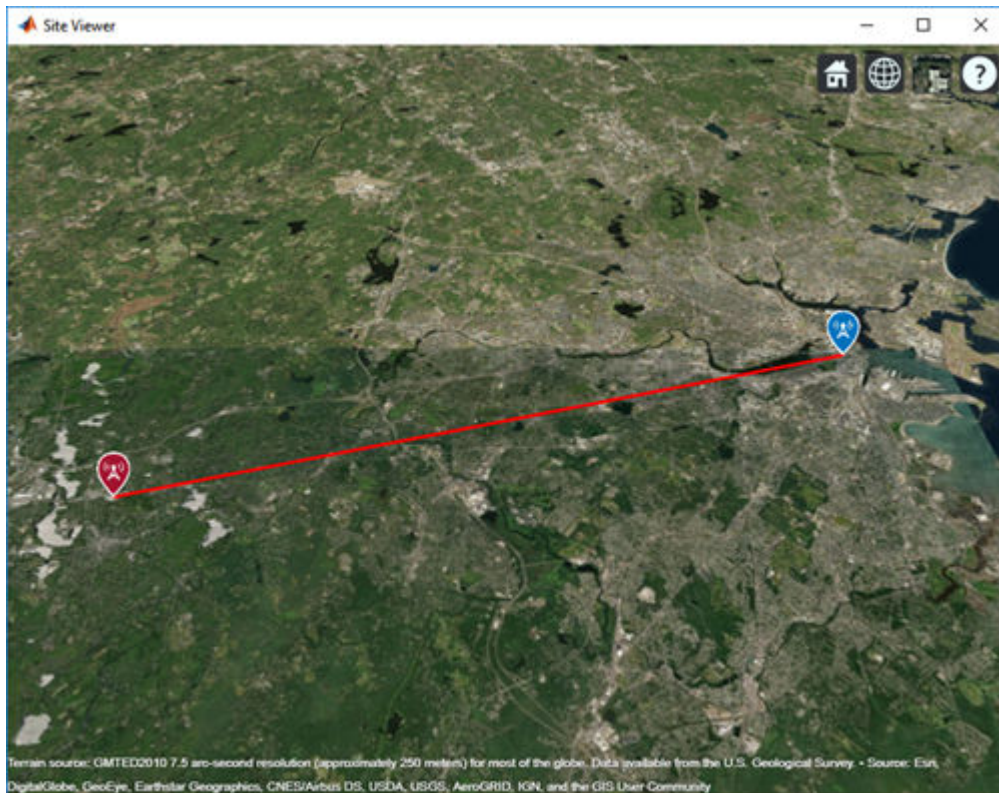 Site Viewer
?
Terrain source: GMTED2010 7.5 arc-second resolution (approximately 250 meters) for most of the globe. Data available from the U.S. Geological Survey. • Source: Esri,
DigitalGlobe, GeoEye, Earthstar Geographics, CNES/Airbus DS, USDA, USGS, AeroGRID, IGN, and the GIS User Community